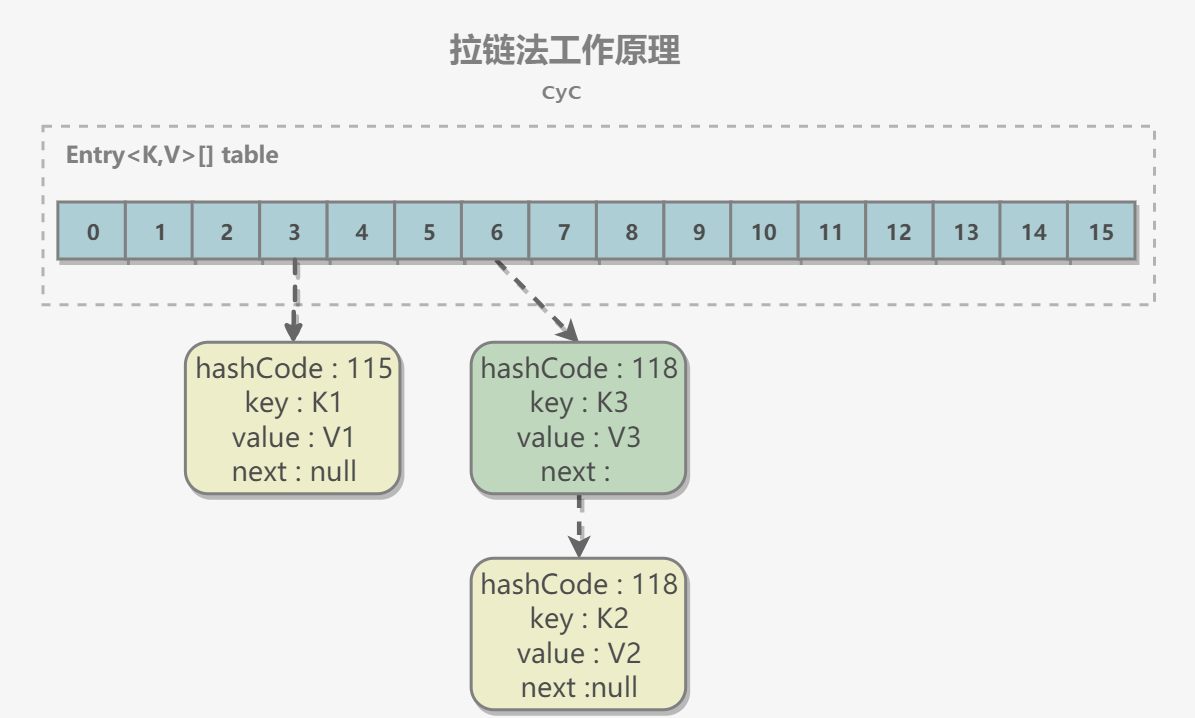 拉链法工作原理
CyC
Entry<K,V>[] table
0 1 2 3 4 5 6 7 8 9 10 11 12 13 14 15
hashCode : 115
key : K1
value : V1
next : null
hashCode : 118
key : K3
value : V3
next :
hashCode : 118
key : K2
value : V2
next :null